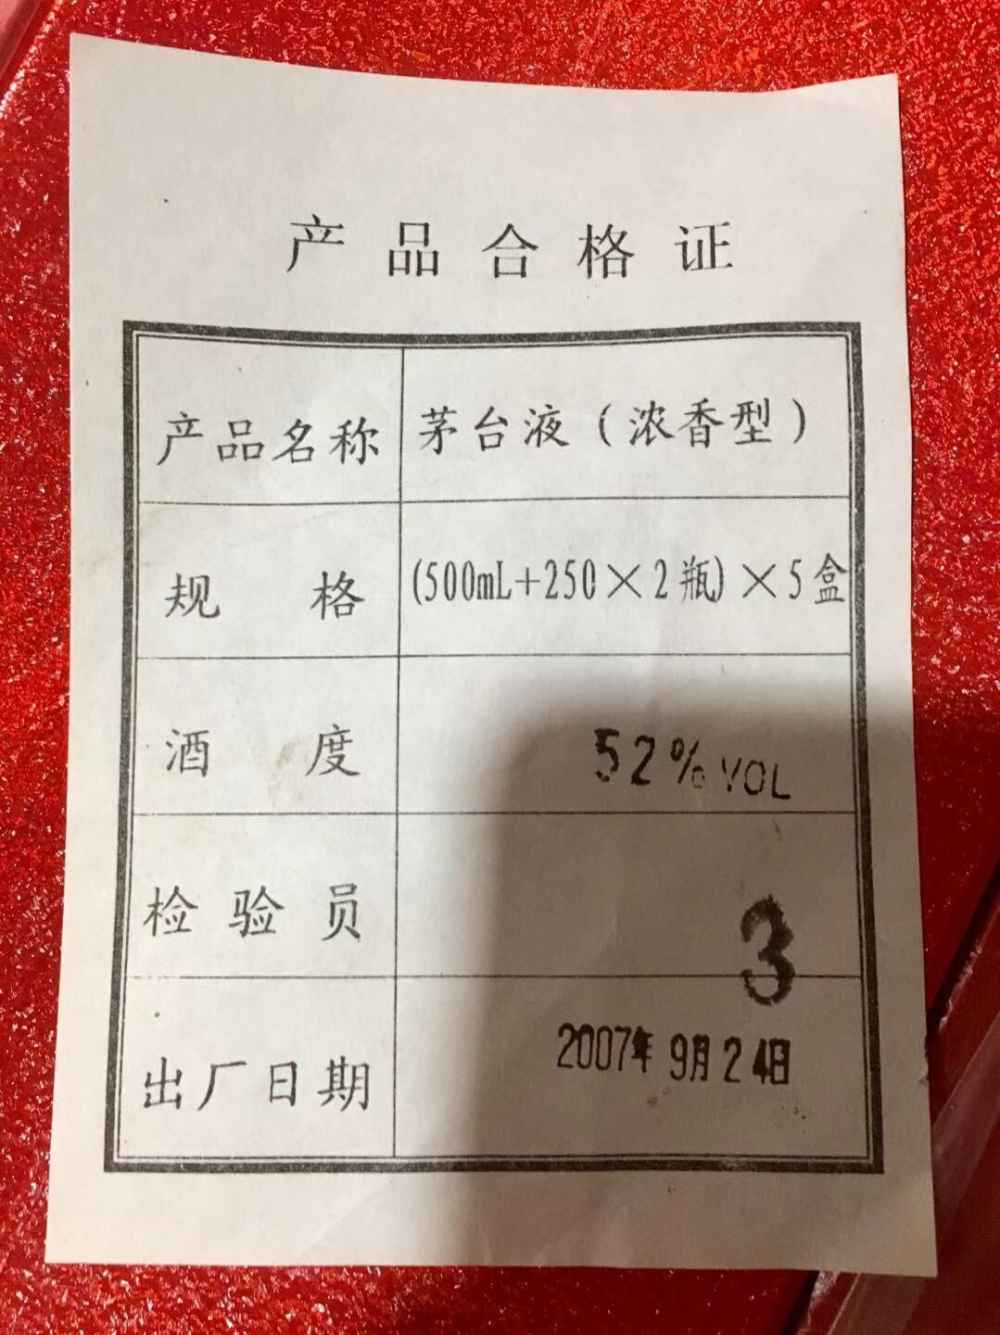 产品合格证
产品名称 茅台液（浓香型）
规格 (500mL+250×2瓶)×5盒
酒度 52% VOL
检验员 3
出厂日期 2007年9月24日